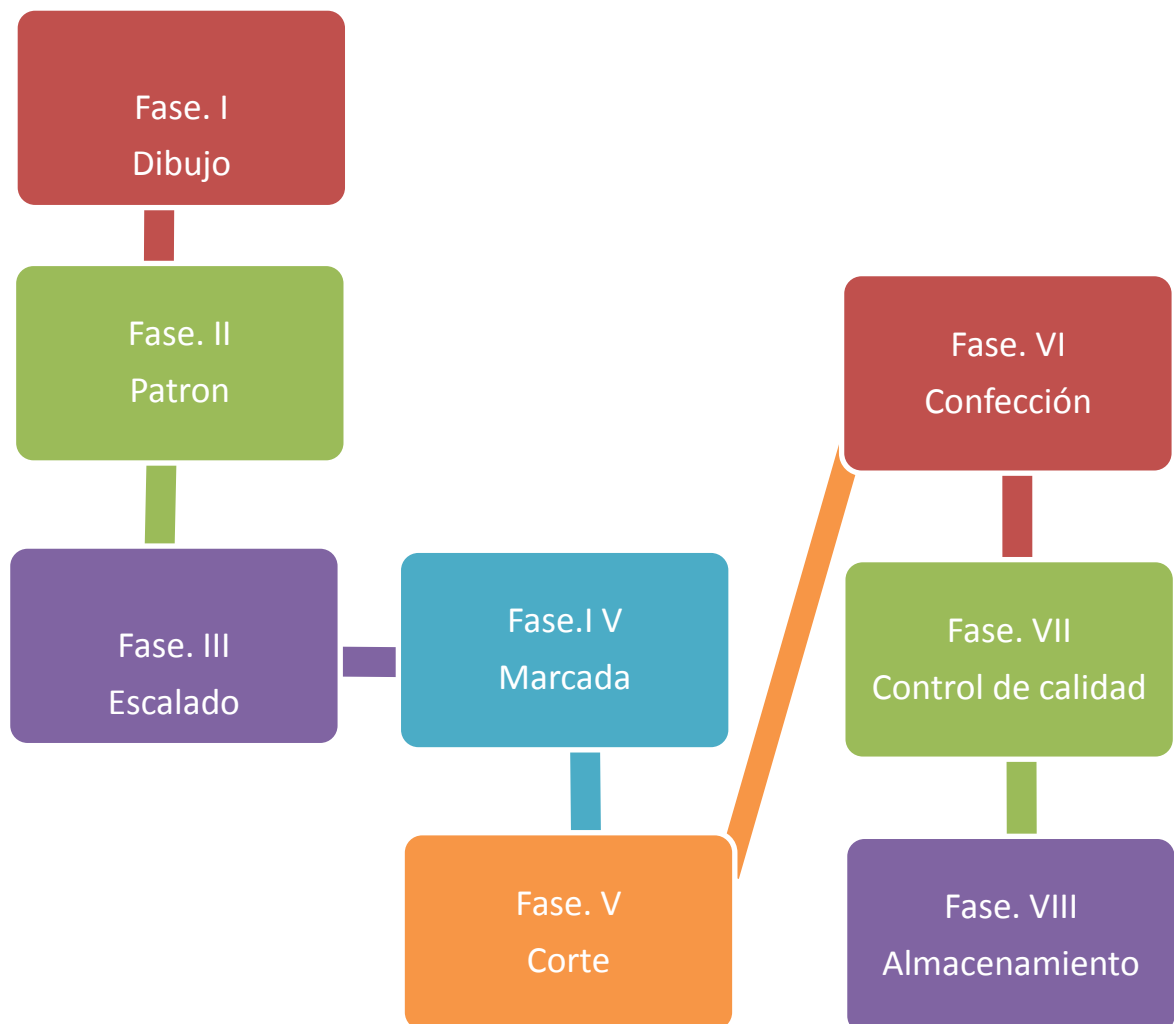 Fase. I
Dibujo
Fase. II
Patron
Fase. III
Escalado
Fase.I V
Marcada
Fase. V
Corte
Fase. VI
Confección
Fase. VII
Control de calidad
Fase. VIII
Almacenamiento